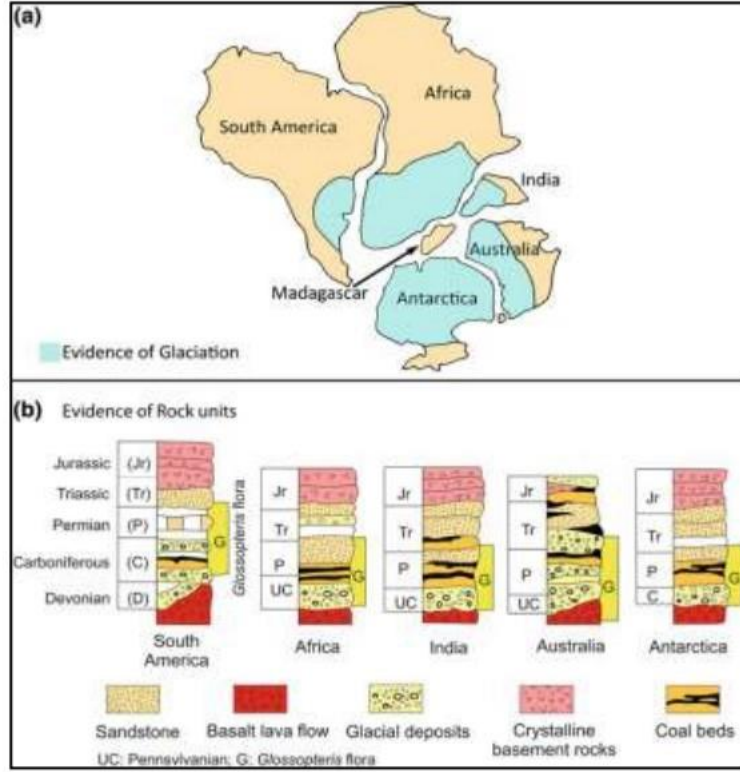 (a)
Africa
South America
India
Australia
Madagascar
Antarctica
D
Evidence of Glaciation
(b) Evidence of Rock units
Jurassic (Jr)
Triassic (Tr)
Permian (P)
Carboniferous (C)
Devonian (D)
G
Glossopteris flora
South
America
Jr
Tr
P
UC
G
Africa
Jr
Tr
P
UC
G
India
Jr
Tr
P
UC
G
Australia
Jr
Tr
P
C
G
Antarctica
Sandstone
Basalt lava flow
Glacial deposits
Crystalline
basement rocks
Coal beds
UC: Pennsvlvanian; G: Glossopteris flora